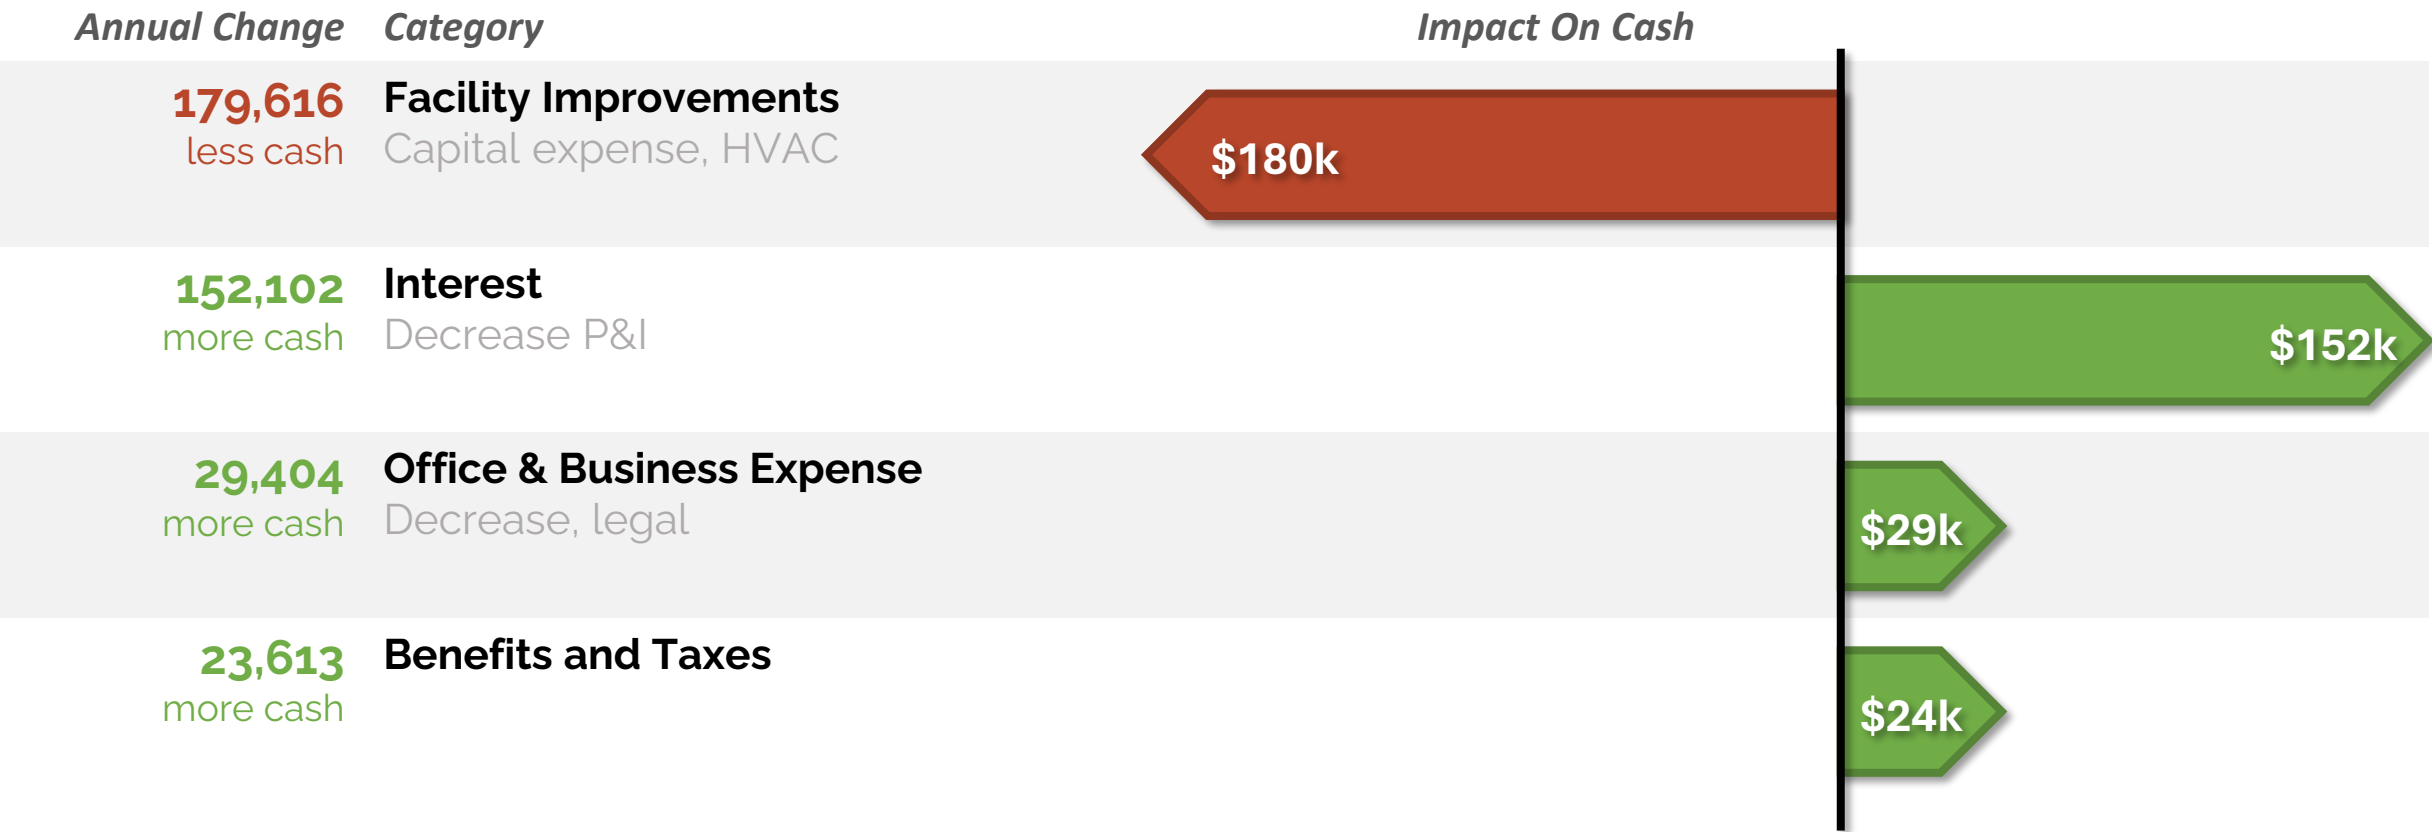 Annual Change Category Impact On Cash
179,616 Facility Improvements
less cash Capital expense, HVAC
$180k
152,102 Interest
more cash Decrease P&I
$152k
29,404 Office & Business Expense
more cash Decrease, legal
$29k
23,613 Benefits and Taxes
more cash
$24k